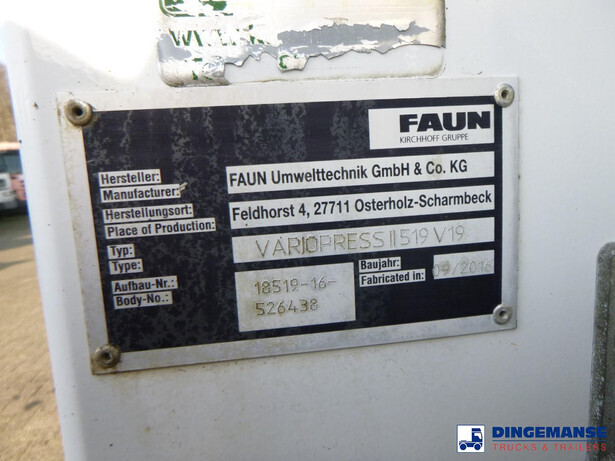 FAUN
KIRCHHOFF GRUPPE
Hersteller:
Manufacturer:
FAUN Umwelttechnik GmbH & Co. KG
Herstellungsort:
Place of Production:
Feldhorst 4, 27711 Osterholz-Scharmbeck
Typ:
Type:
VARIOPRESS II 519 V19
Aufbau-Nr.:
Body-No.:
18519-16-
526438
Baujahr:
Fabricated in:
09/2016
DINGEMANSE
TRUCKS & TRAILERS